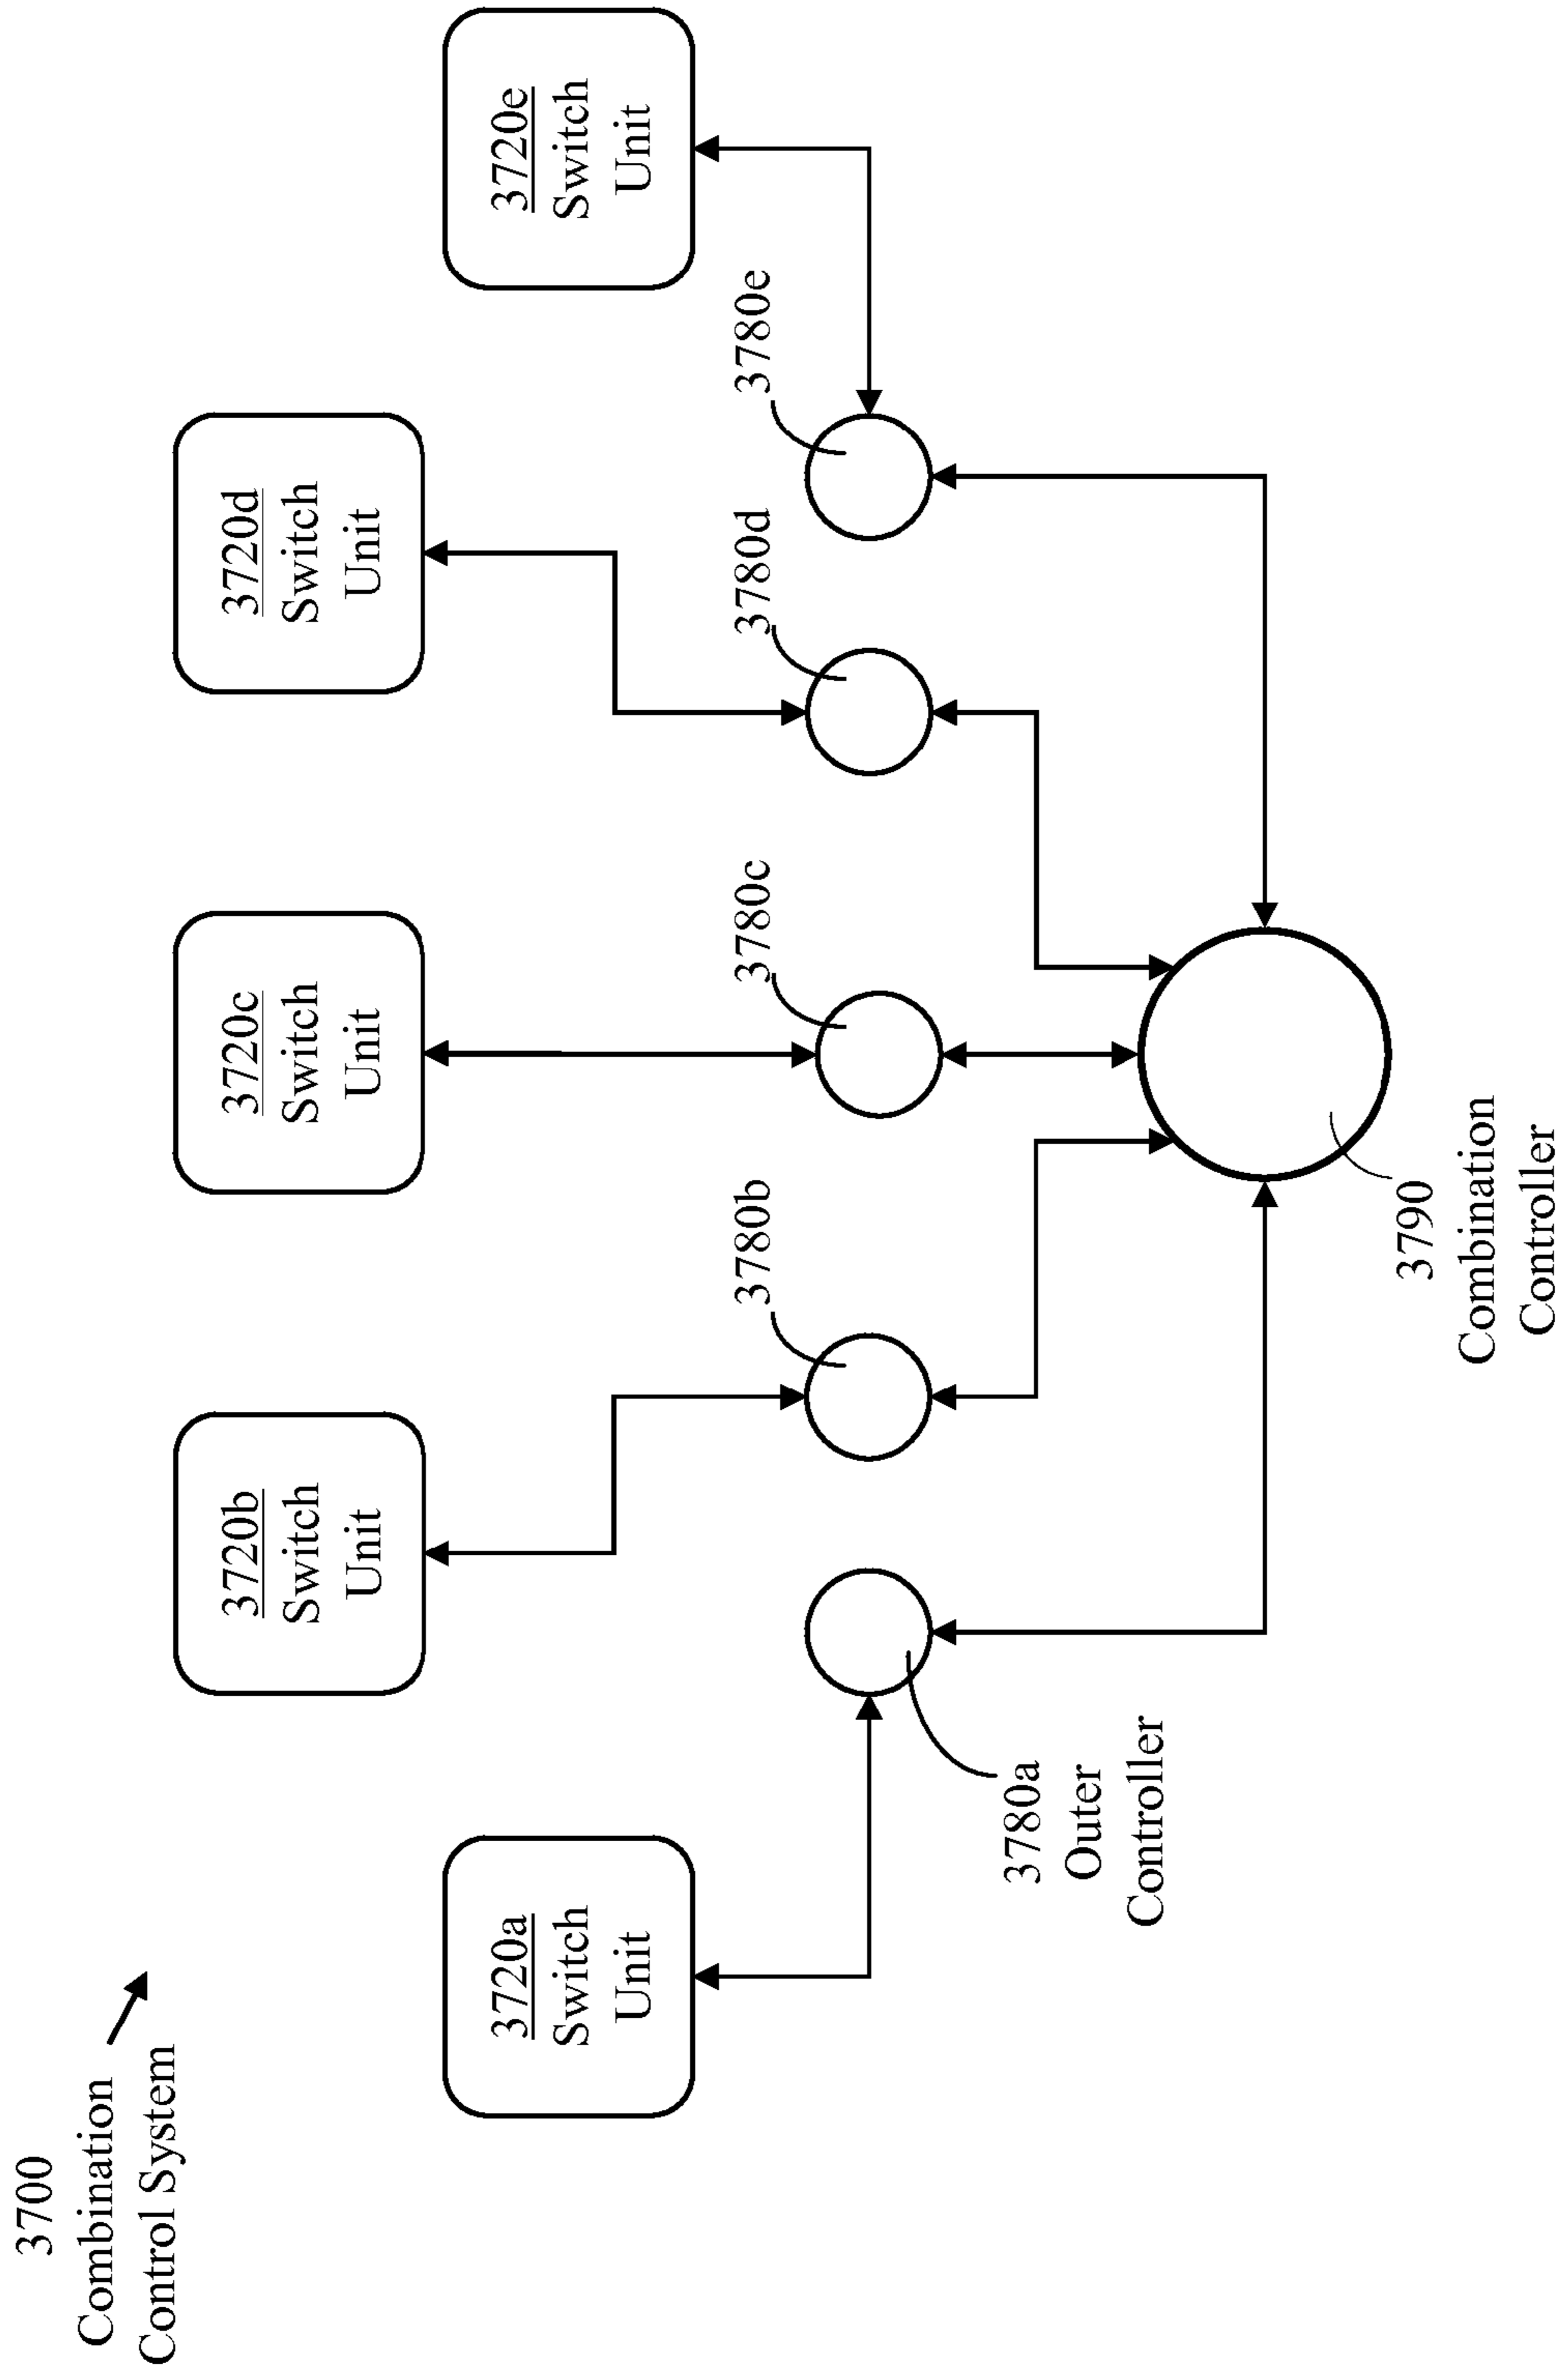 3700
Combination
Control System
3720a
Switch
Unit
3720b
Switch
Unit
3720c
Switch
Unit
3720d
Switch
Unit
3720e
Switch
Unit
3780a
Outer
Controller
3780b
3780c
3780d
3780e
3790
Combination
Controller